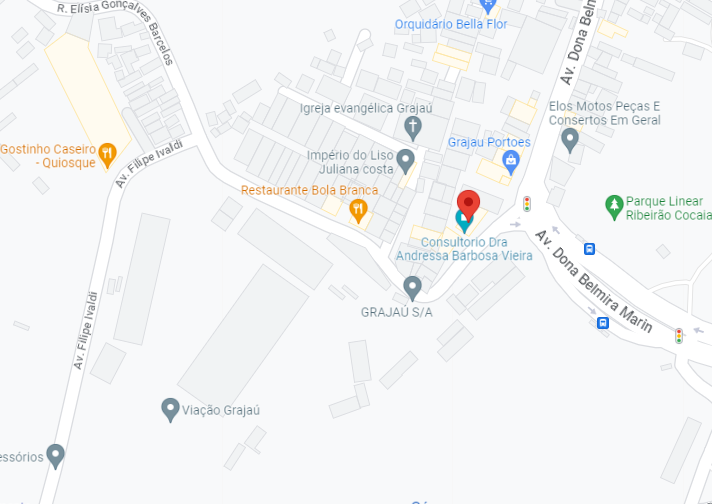 R. Elísia Gonçalves Barcelos
Orquidário Bella Flor
Av. Dona Belm
Igreja evangélica Grajaú
Elos Motos Peças E
Consertos Em Geral
Gostinho Caseiro
- Quiosque
Av. Filipe Ivaldi
Império do Liso
Juliana costa
Grajau Portoes
Restaurante Bola Branca
Parque Linear
Ribeirão Cocaia
Consultorio Dra
Andressa Barbosa Vieira
Av. Dona Belmira Marin
GRAJAÚ S/A
Av. Filipe Ivaldi
Viação Grajaú
essórios